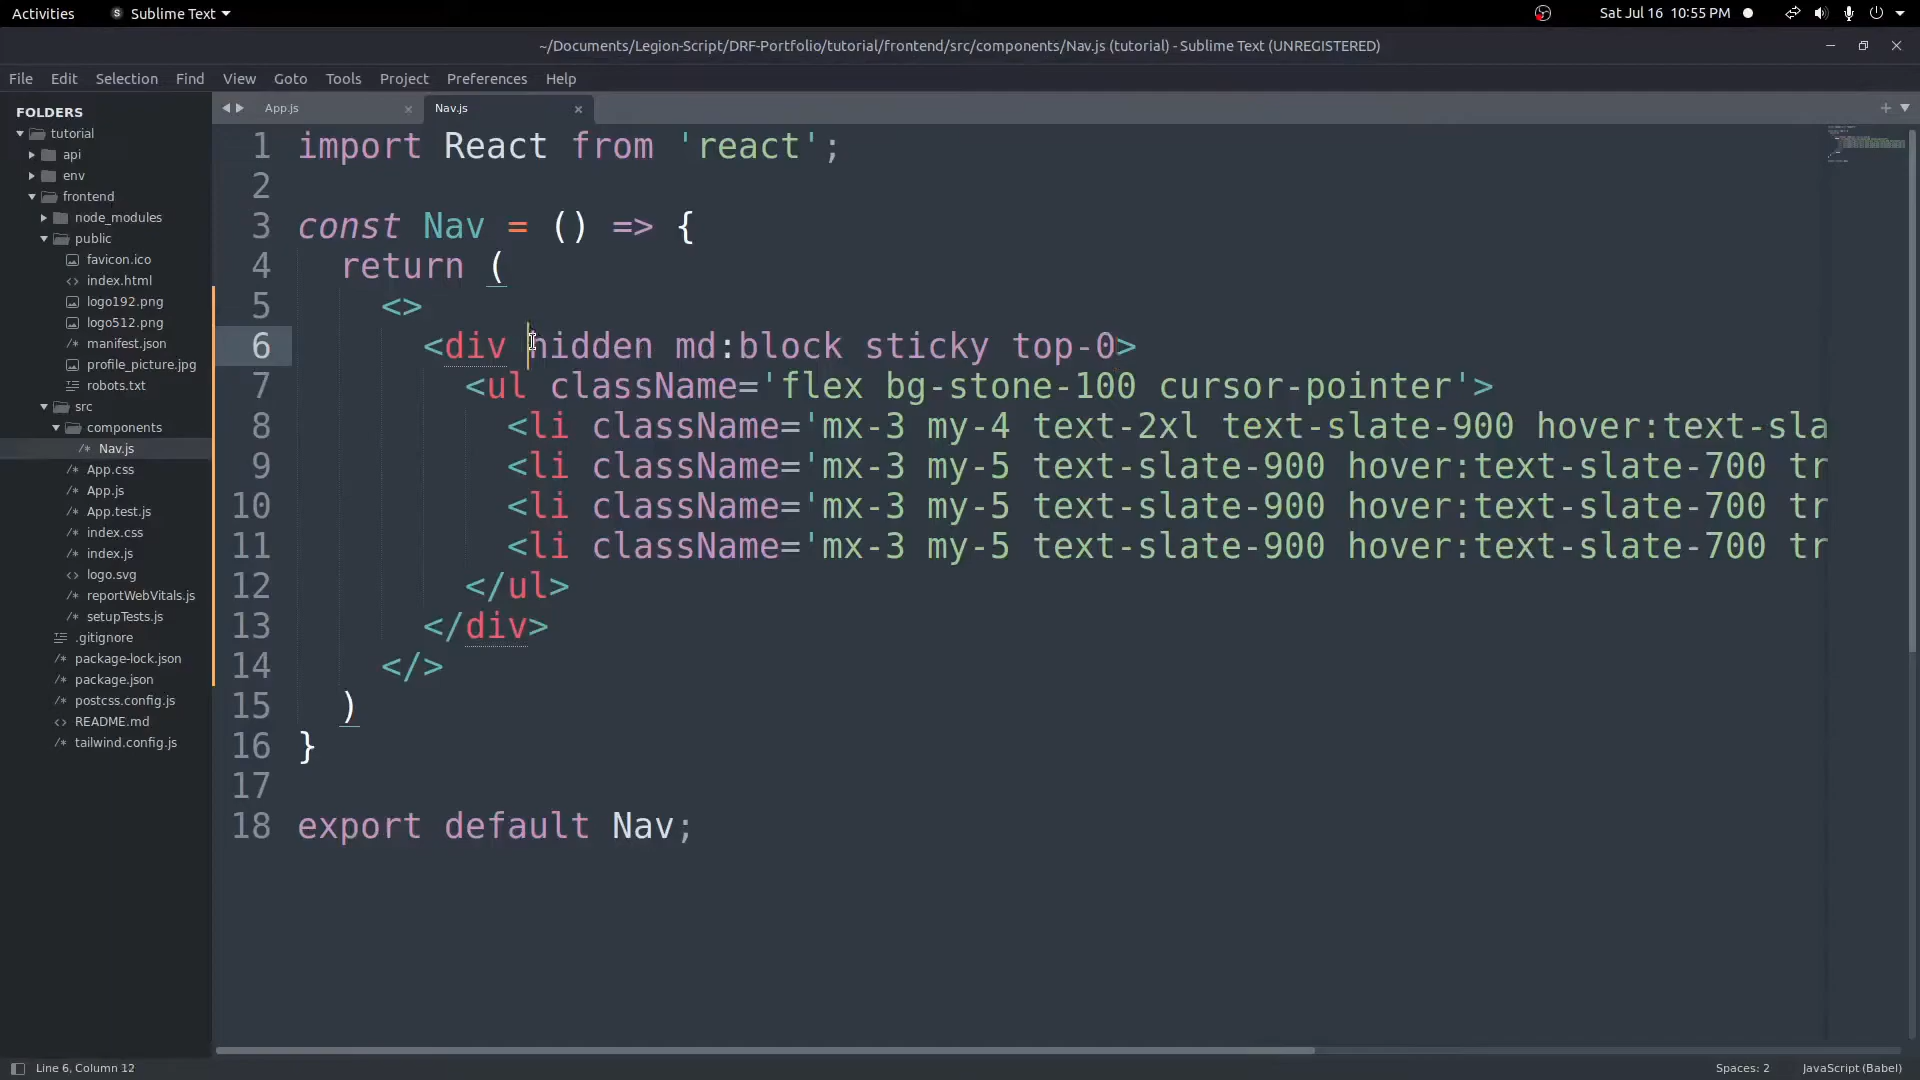 Activities
Sublime Text
Sat Jul 16 10:55 PM
~/Documents/Legion-Script/DRF-Portfolio/tutorial/frontend/src/components/Nav.js (tutorial) - Sublime Text (UNREGISTERED)
File Edit Selection Find View Goto Tools Project Preferences Help
FOLDERS
tutorial
api
env
frontend
node_modules
public
favicon.ico
<> index.html
logo192.png
logo512.png
manifest.json
profile_picture.jpg
robots.txt
src
components
/* Nav.js
/* App.css
/* App.js
/* App.test.js
/* index.css
/* index.js
<> logo.svg
/* reportWebVitals.js
/* setupTests.js
.gitignore
/* package-lock.json
/* package.json
/* postcss.config.js
<> README.md
/* tailwind.config.js
App.js
Nav.js
1 import React from 'react';
2
3 const Nav = () => {
4 return (
5 <>
6 <div hidden md:block sticky top-0>
7 <ul className='flex bg-stone-100 cursor-pointer'>
8 <li className='mx-3 my-4 text-2xl text-slate-900 hover:text-sla
9 <li className='mx-3 my-5 text-slate-900 hover:text-slate-700 tr
10 <li className='mx-3 my-5 text-slate-900 hover:text-slate-700 tr
11 <li className='mx-3 my-5 text-slate-900 hover:text-slate-700 tr
12 </ul>
13 </div>
14 </>
15 )
16 }
17
18 export default Nav;
Line 6, Column 12
Spaces: 2
JavaScript (Babel)